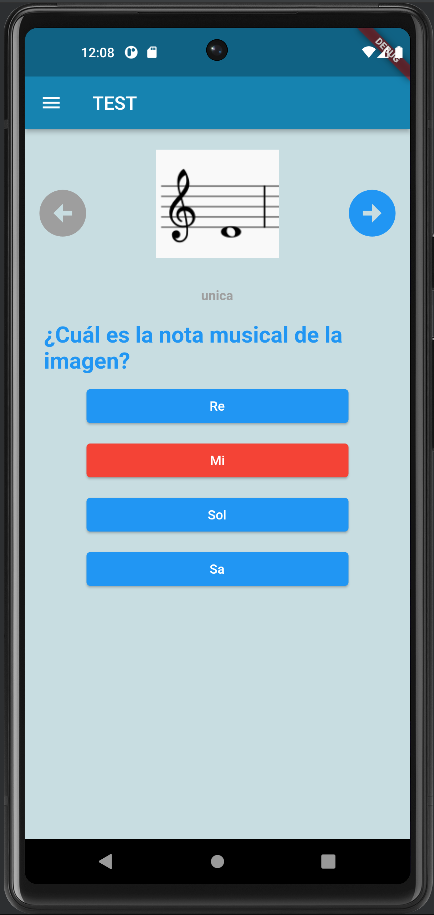 12:08
DEBUG
TEST
unica
¿Cuál es la nota musical de la
imagen?
Re
Mi
Sol
Sa